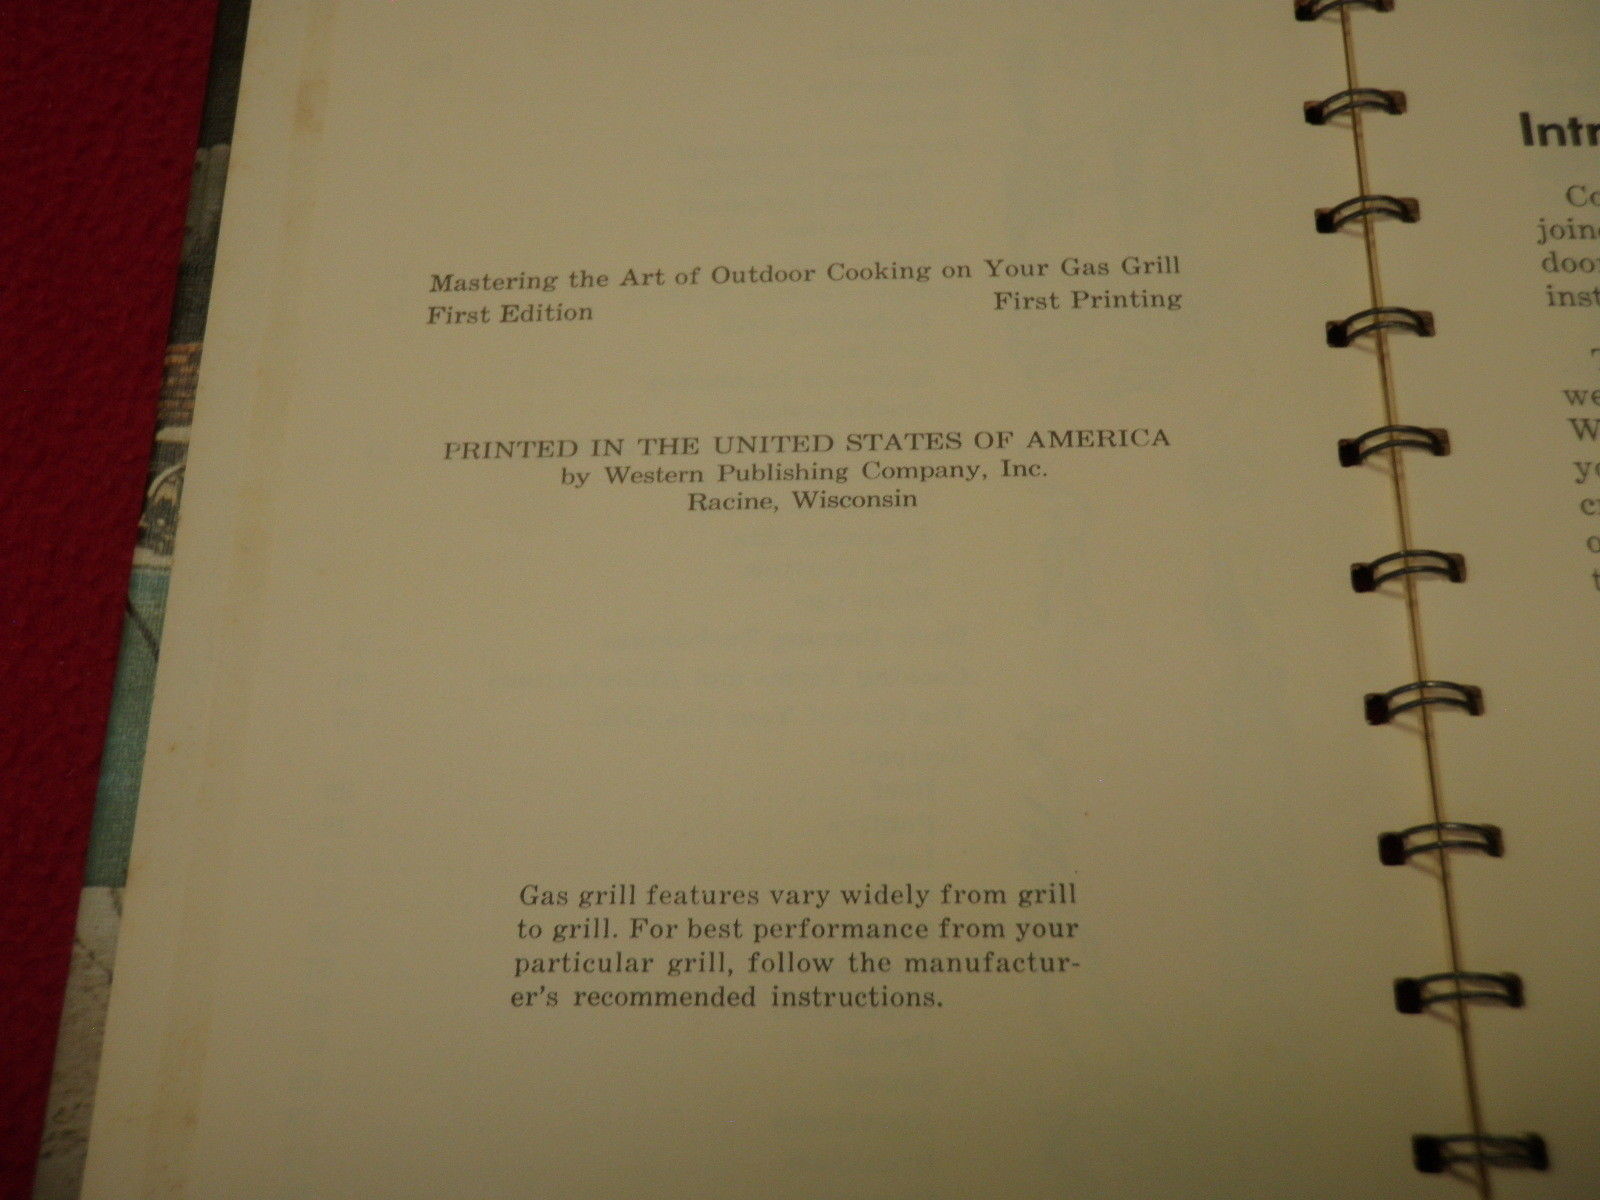 Mastering the Art of Outdoor Cooking on Your Gas Grill
First Edition First Printing
PRINTED IN THE UNITED STATES OF AMERICA
by Western Publishing Company, Inc.
Racine, Wisconsin
Gas grill features vary widely from grill
to grill. For best performance from your
particular grill, follow the manufactur-
er's recommended instructions.